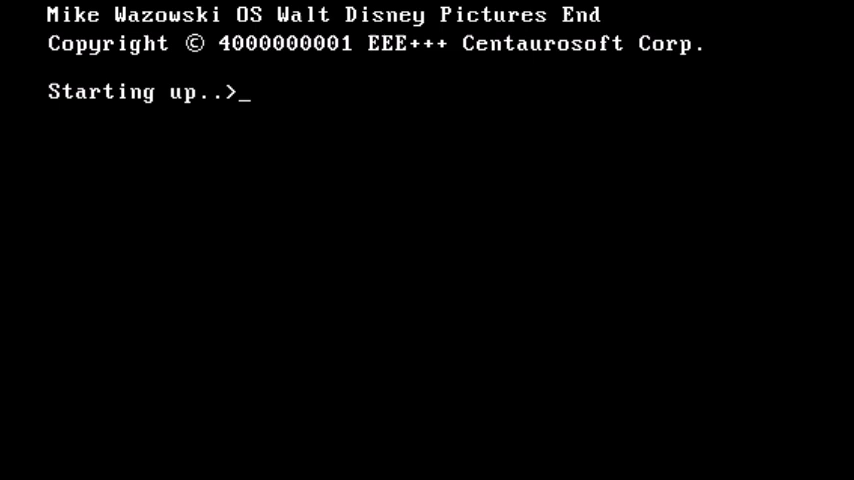 Mike Wazowski OS Walt Disney Pictures End
Copyright © 4000000001 EEE+++ Centaurosoft Corp.
Starting up..>_